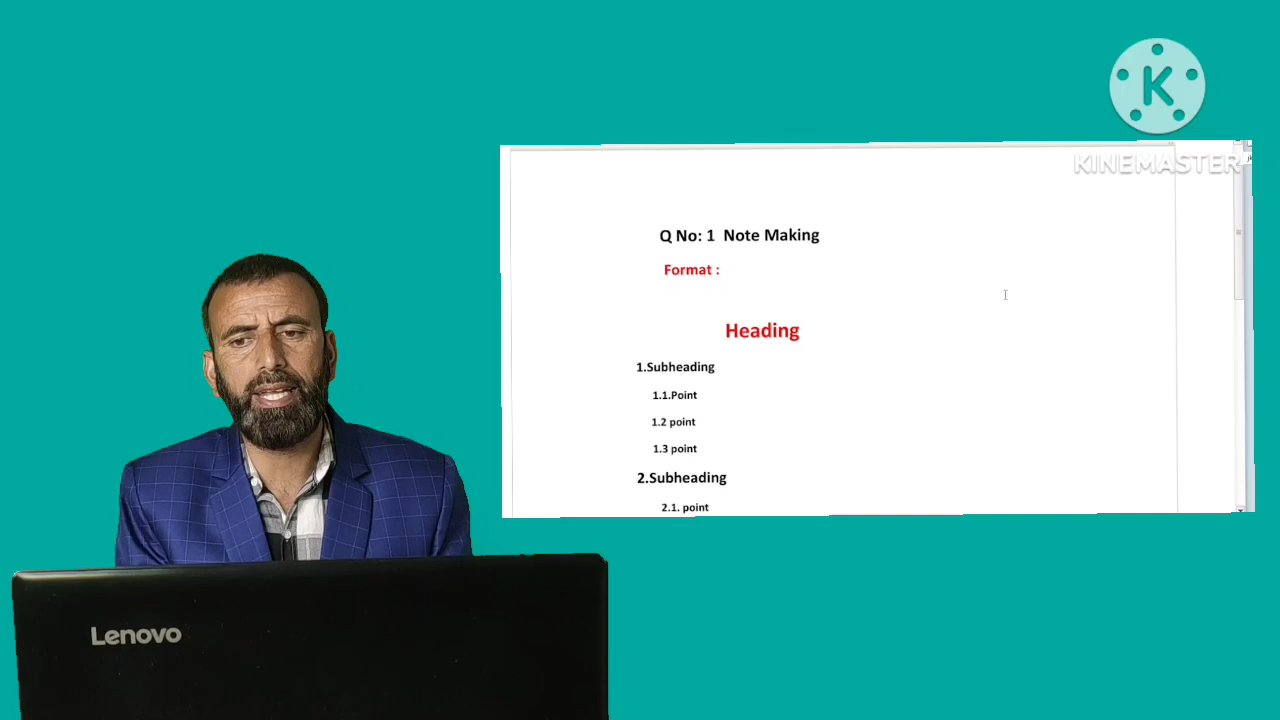 K
KINEMASTER
Q No: 1 Note Making
Format :
Heading
1.Subheading
1.1.Point
1.2 point
1.3 point
2.Subheading
2.1. point
Lenovo